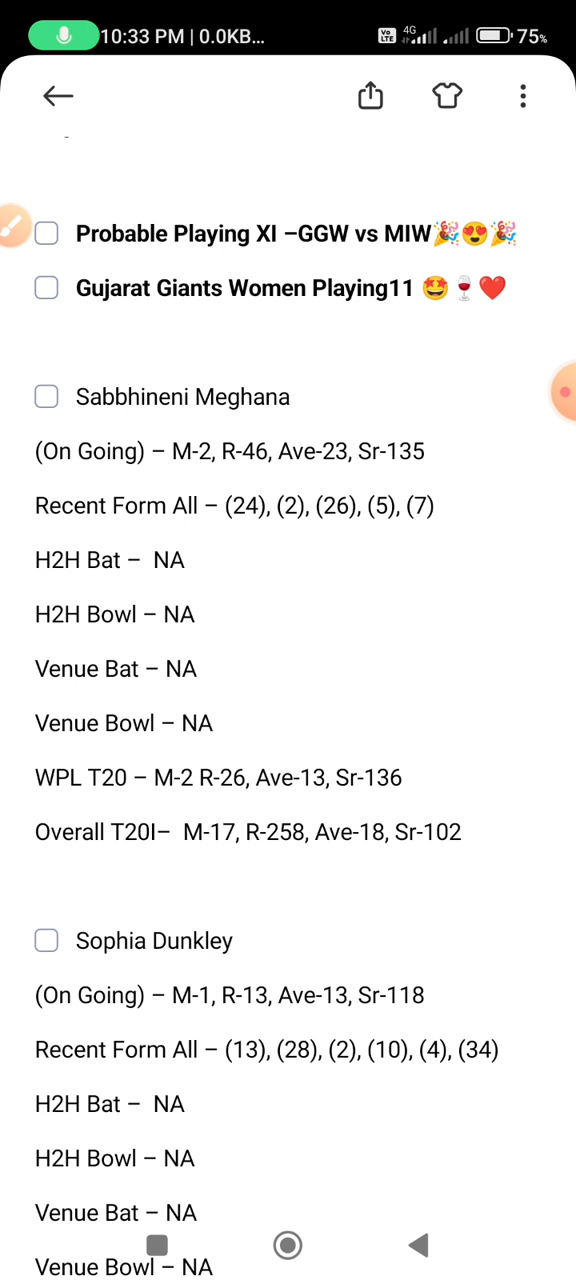 10:33 PM | 0.0KB... Vo LTE 4G 75%
Probable Playing XI –GGW vs MIW🎉😍🎉
Gujarat Giants Women Playing11 🤩🍷❤️
Sabbhineni Meghana
(On Going) – M-2, R-46, Ave-23, Sr-135
Recent Form All – (24), (2), (26), (5), (7)
H2H Bat –  NA
H2H Bowl – NA
Venue Bat – NA
Venue Bowl – NA
WPL T20 – M-2 R-26, Ave-13, Sr-136
Overall T20I–  M-17, R-258, Ave-18, Sr-102
Sophia Dunkley
(On Going) – M-1, R-13, Ave-13, Sr-118
Recent Form All – (13), (28), (2), (10), (4), (34)
H2H Bat –  NA
H2H Bowl – NA
Venue Bat – NA
Venue Bowl – NA